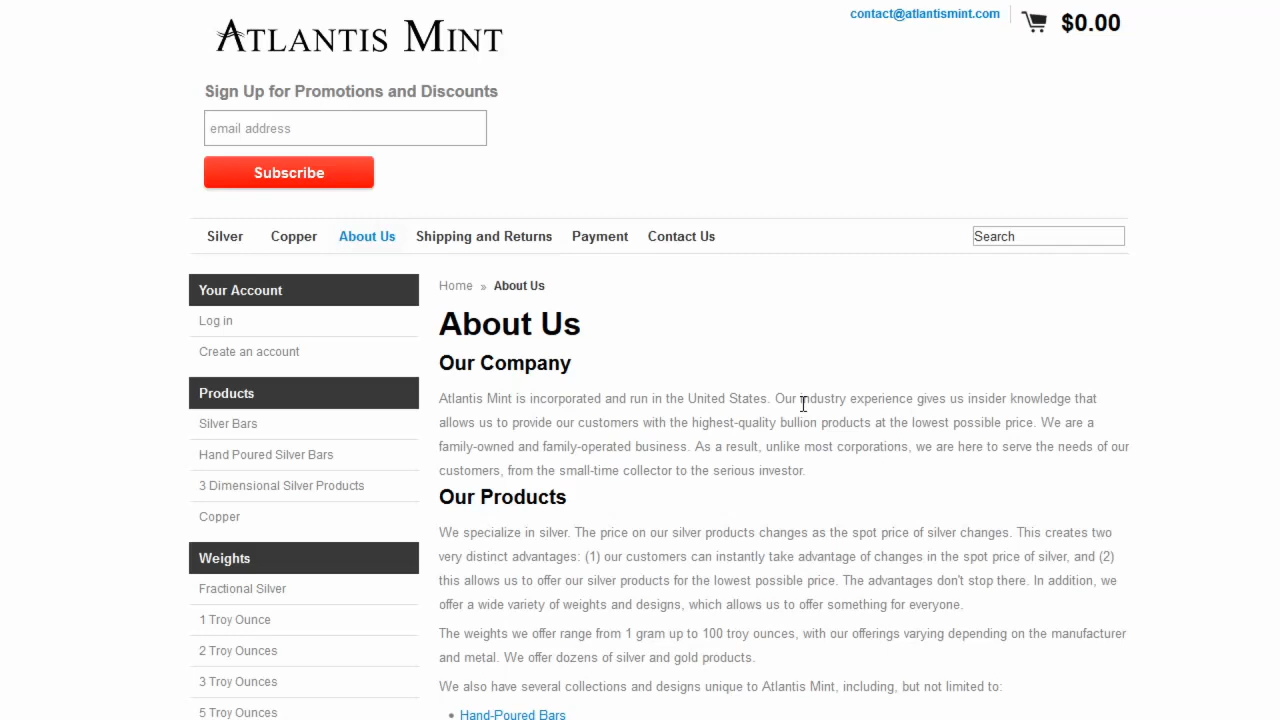 ATLANTIS MINT
contact@atlantismint.com
$0.00
Sign Up for Promotions and Discounts
email address
Subscribe
Silver Copper About Us Shipping and Returns Payment Contact Us Search
Your Account
Log in
Create an account
Products
Silver Bars
Hand Poured Silver Bars
3 Dimensional Silver Products
Copper
Weights
Fractional Silver
1 Troy Ounce
2 Troy Ounces
3 Troy Ounces
5 Troy Ounces
Home » About Us
About Us
Our Company
Atlantis Mint is incorporated and run in the United States. Our industry experience gives us insider knowledge that
allows us to provide our customers with the highest-quality bullion products at the lowest possible price. We are a
family-owned and family-operated business. As a result, unlike most corporations, we are here to serve the needs of our
customers, from the small-time collector to the serious investor.
Our Products
We specialize in silver. The price on our silver products changes as the spot price of silver changes. This creates two
very distinct advantages: (1) our customers can instantly take advantage of changes in the spot price of silver, and (2)
this allows us to offer our silver products for the lowest possible price. The advantages don't stop there. In addition, we
offer a wide variety of weights and designs, which allows us to offer something for everyone.
The weights we offer range from 1 gram up to 100 troy ounces, with our offerings varying depending on the manufacturer
and metal. We offer dozens of silver and gold products.
We also have several collections and designs unique to Atlantis Mint, including, but not limited to:
• Hand-Poured Bars